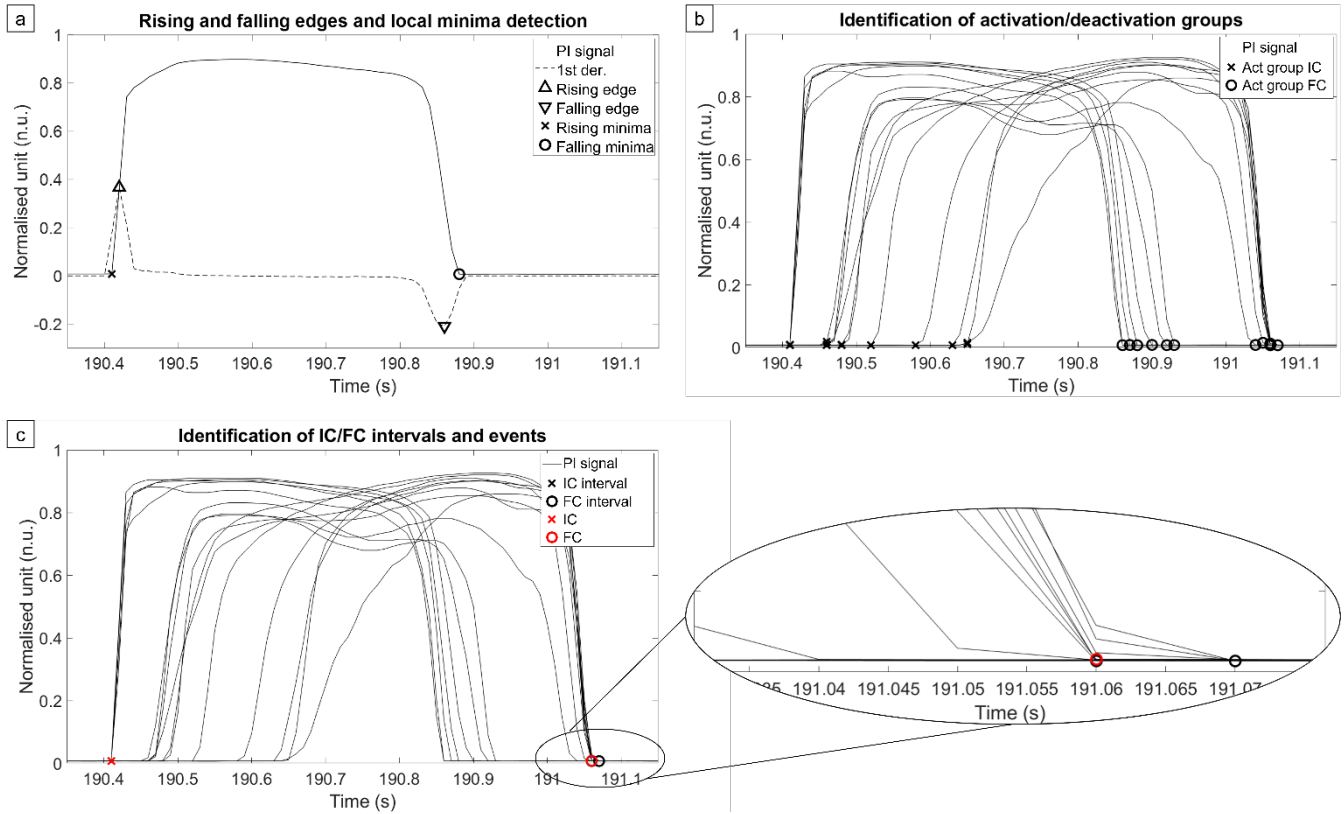 a
Rising and falling edges and local minima detection
1
0.8
0.6
0.4
0.2
0
-0.2
Normalised unit (n.u.)
190.4 190.5 190.6 190.7 190.8 190.9 191 191.1
Time (s)
PI signal
1st der.
Rising edge
Falling edge
Rising minima
Falling minima
b
Identification of activation/deactivation groups
1
0.8
0.6
0.4
0.2
0
Normalised unit (n.u.)
190.4 190.5 190.6 190.7 190.8 190.9 191 191.1
Time (s)
PI signal
Act group IC
Act group FC
c
Identification of IC/FC intervals and events
1
0.8
0.6
0.4
0.2
0
Normalised unit (n.u.)
190.4 190.5 190.6 190.7 190.8 190.9 191 191.1
Time (s)
PI signal
IC interval
FC interval
IC
FC
191.04 191.045 191.05 191.055 191.06 191.065 191.07
Time (s)